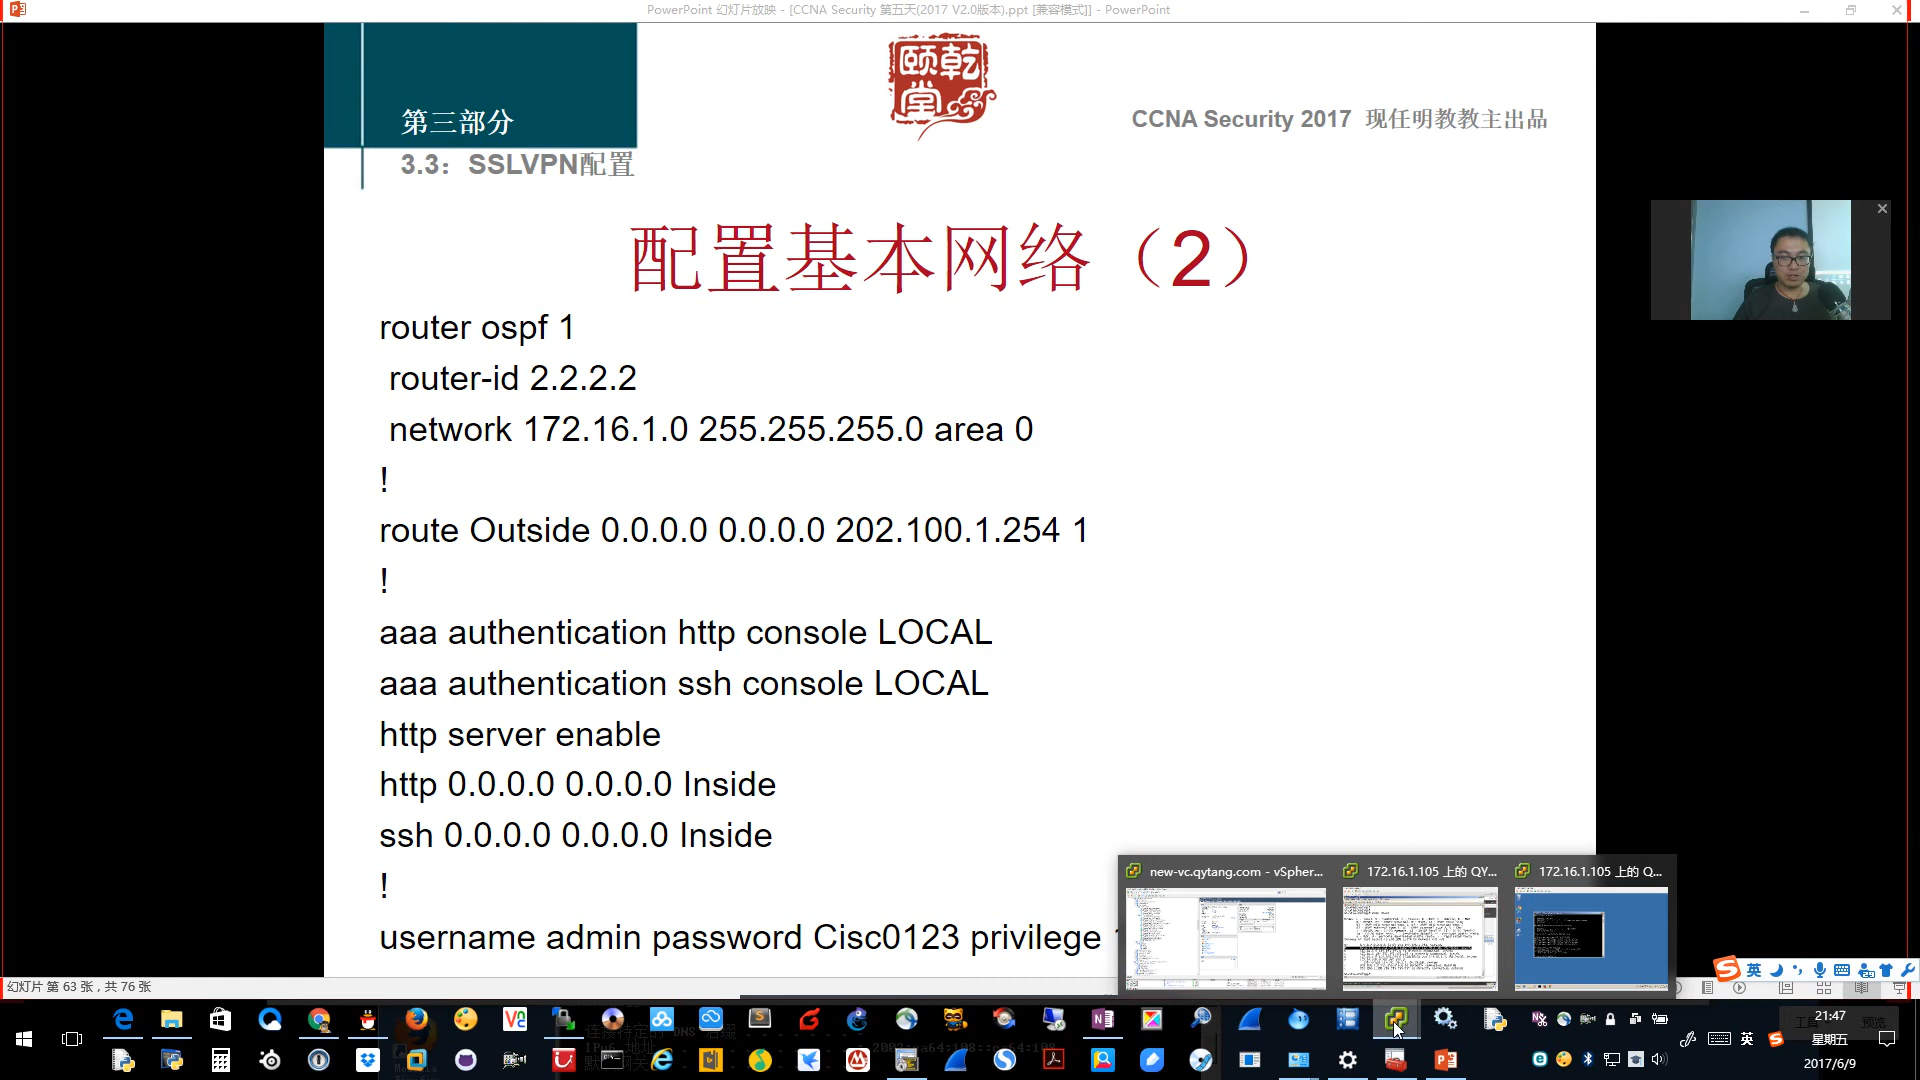 PowerPoint 幻灯片放映 - [CCNA Security 第五天(2017 V2.0版本).ppt [兼容模式]] - PowerPoint
颐乾堂
第三部分
CCNA Security 2017 现任明教教主出品
3.3：SSLVPN配置
配置基本网络（2）
router ospf 1
router-id 2.2.2.2
network 172.16.1.0 255.255.255.0 area 0
!
route Outside 0.0.0.0 0.0.0.0 202.100.1.254 1
!
aaa authentication http console LOCAL
aaa authentication ssh console LOCAL
http server enable
http 0.0.0.0 0.0.0.0 Inside
ssh 0.0.0.0 0.0.0.0 Inside
!
username admin password Cisc0123 privilege
new-vc.qytang.com - vSpher...
172.16.1.105 上的 QY...
172.16.1.105 上的 Q...
幻灯片 第 63 张，共 76 张
英
英
21:47
星期五
2017/6/9